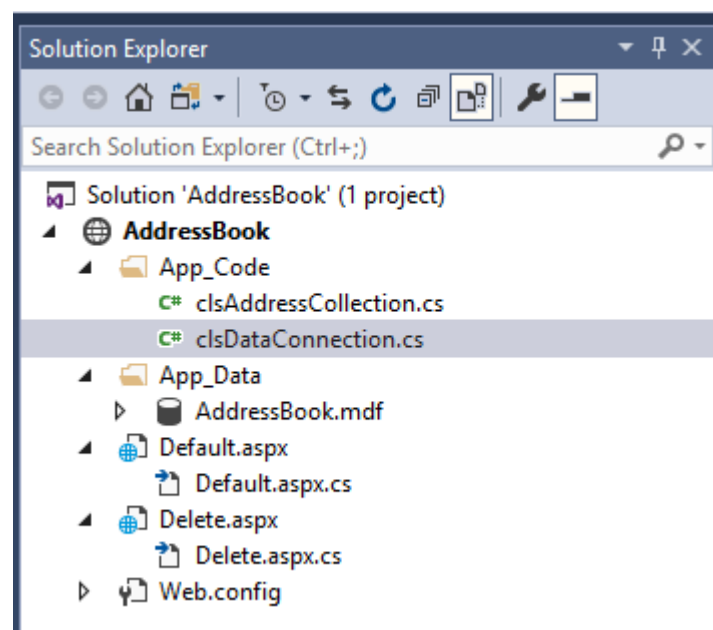 Solution Explorer
Search Solution Explorer (Ctrl+;)
Solution 'AddressBook' (1 project)
AddressBook
App_Code
C# clsAddressCollection.cs
C# clsDataConnection.cs
App_Data
AddressBook.mdf
Default.aspx
Default.aspx.cs
Delete.aspx
Delete.aspx.cs
Web.config